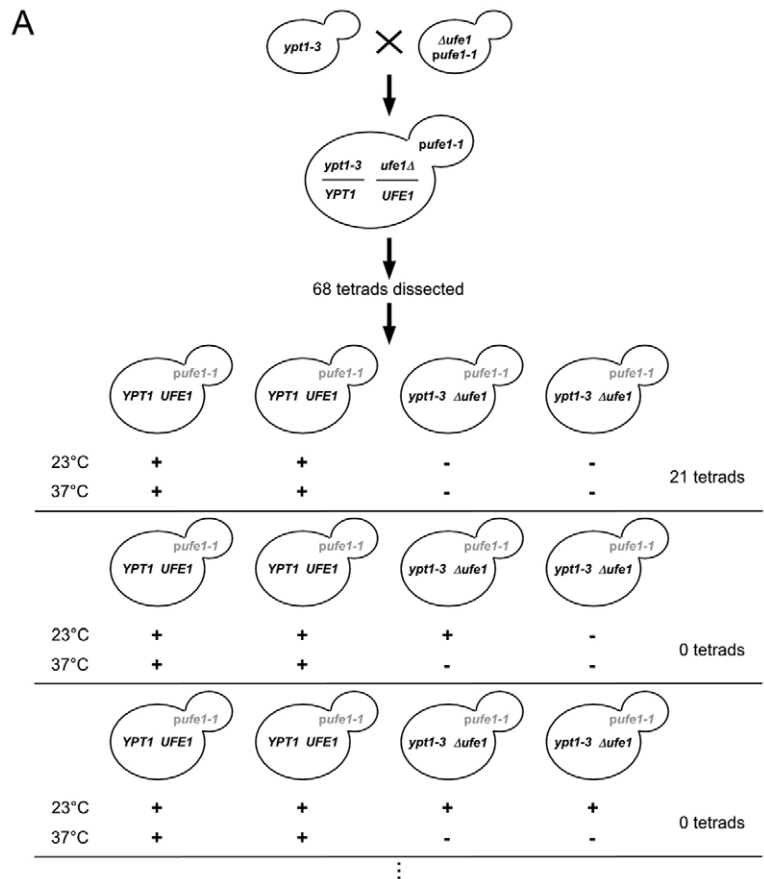 A
ypt1-3
Δufe1
pufe1-1
pufe1-1
ypt1-3 ufe1Δ
YPT1 UFE1
68 tetrads dissected
pufe1-1 pufe1-1 pufe1-1 pufe1-1
YPT1 UFE1 YPT1 UFE1 ypt1-3 Δufe1 ypt1-3 Δufe1
23°C + + - -
21 tetrads
37°C + + - -
pufe1-1 pufe1-1 pufe1-1 pufe1-1
YPT1 UFE1 YPT1 UFE1 ypt1-3 Δufe1 ypt1-3 Δufe1
23°C + + + -
0 tetrads
37°C + + - -
pufe1-1 pufe1-1 pufe1-1 pufe1-1
YPT1 UFE1 YPT1 UFE1 ypt1-3 Δufe1 ypt1-3 Δufe1
23°C + + + +
0 tetrads
37°C + + - -